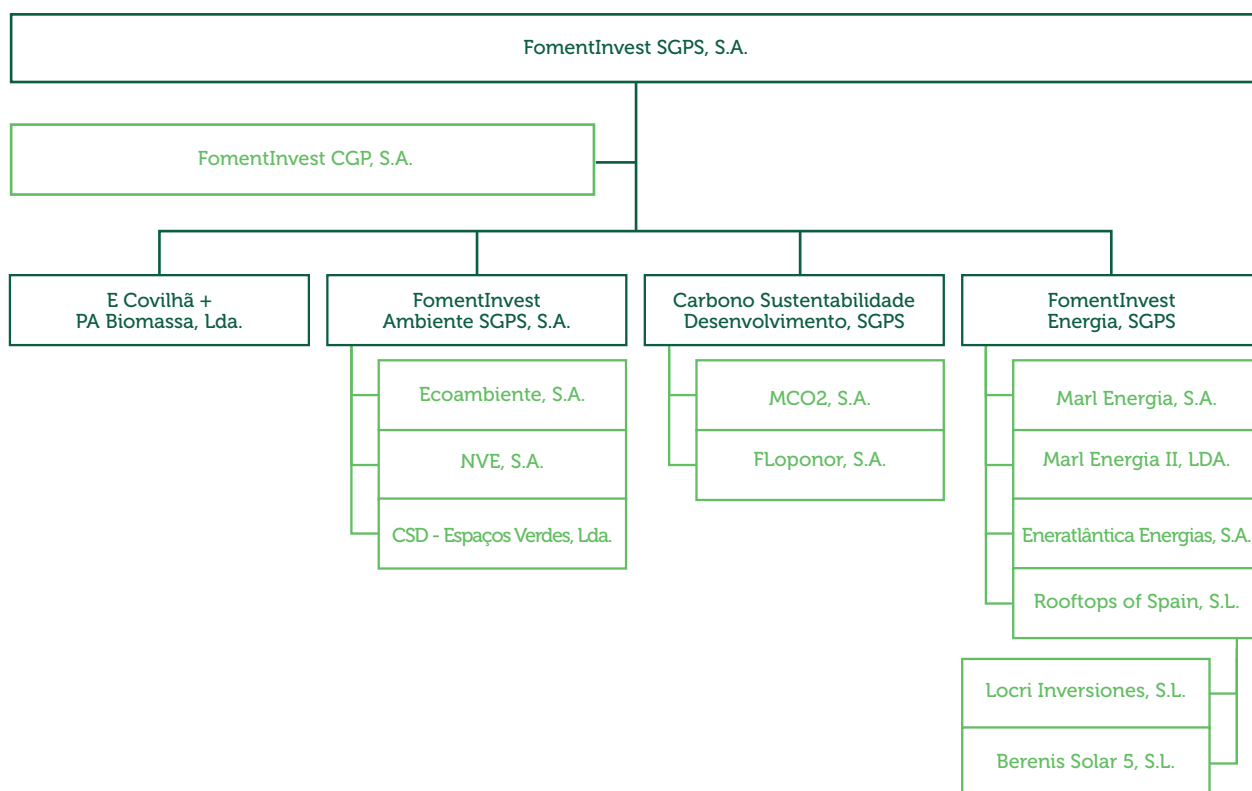 FomentInvest SGPS, S.A.
FomentInvest CGP, S.A.
E Covilhã +
PA Biomassa, Lda.
FomentInvest
Ambiente SGPS, S.A.
Carbono Sustentabilidade
Desenvolvimento, SGPS
FomentInvest
Energia, SGPS
Ecoambiente, S.A.
NVE, S.A.
CSD - Espaços Verdes, Lda.
MCO2, S.A.
FLoponor, S.A.
Marl Energia, S.A.
Marl Energia II, LDA.
Eneratlântica Energias, S.A.
Rooftops of Spain, S.L.
Locri Inversiones, S.L.
Berenis Solar 5, S.L.